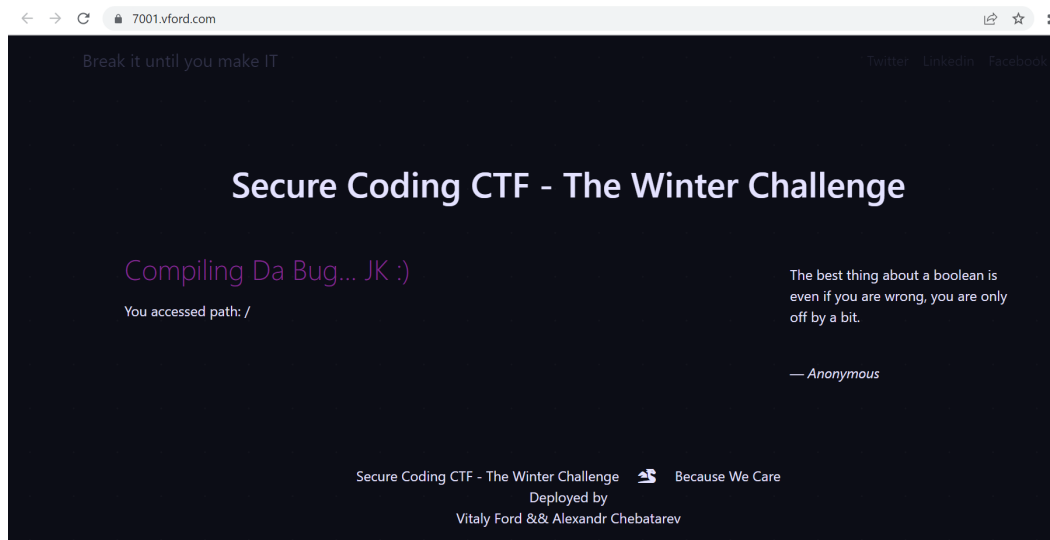 7001.vford.com
Break it until you make IT
Twitter Linkedin Facebook
Secure Coding CTF - The Winter Challenge
Compiling Da Bug... JK :)
You accessed path: /
The best thing about a boolean is
even if you are wrong, you are only
off by a bit.
— Anonymous
Secure Coding CTF - The Winter Challenge Because We Care
Deployed by
Vitaly Ford && Alexandr Chebatarev